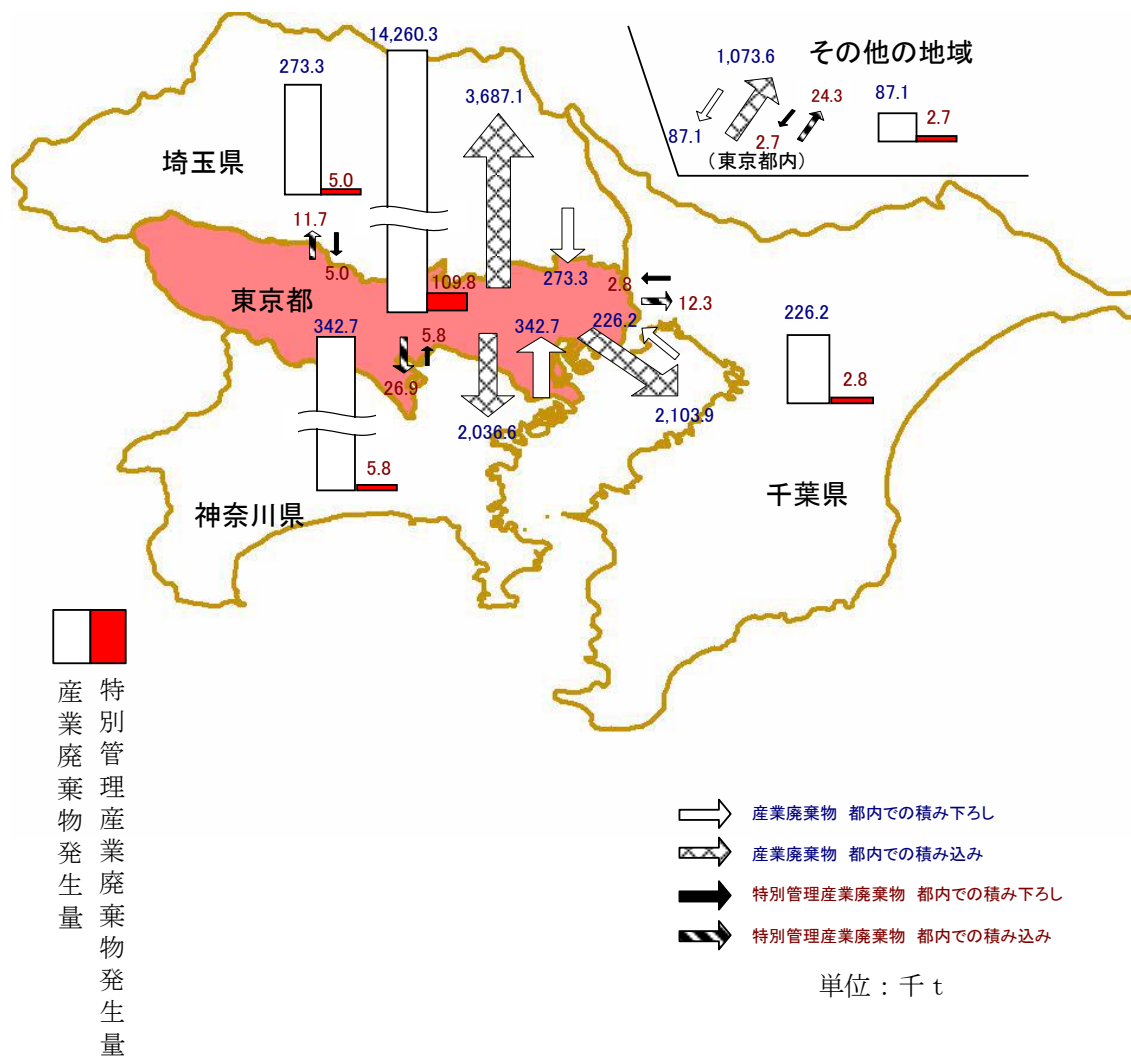 14,260.3
273.3
3,687.1
埼玉県
5.0
11.7
5.0
273.3
その他の地域
1,073.6
24.3
87.1
2.7
87.1
2.7
(東京都内)
東京都
109.8
2.8
12.3
342.7
5.8
342.7
226.2
226.2
26.9
2,036.6
2,103.9
2.8
5.8
神奈川県
千葉県
産業廃棄物発生量
特別管理産業廃棄物発生量
産業廃棄物 都内での積み下ろし
産業廃棄物 都内での積み込み
特別管理産業廃棄物 都内での積み下ろし
特別管理産業廃棄物 都内での積み込み
単位：千ｔ